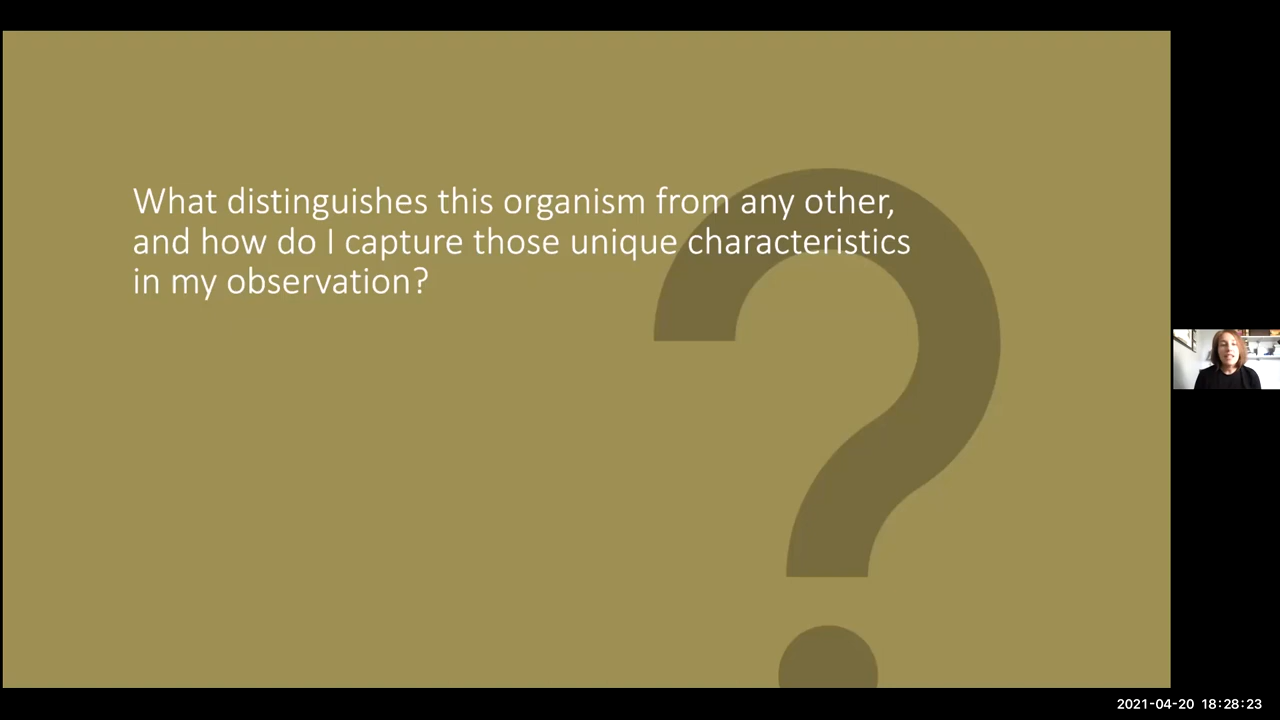 What distinguishes this organism from any other,
and how do I capture those unique characteristics
in my observation?
2021-04-20 18:28:23